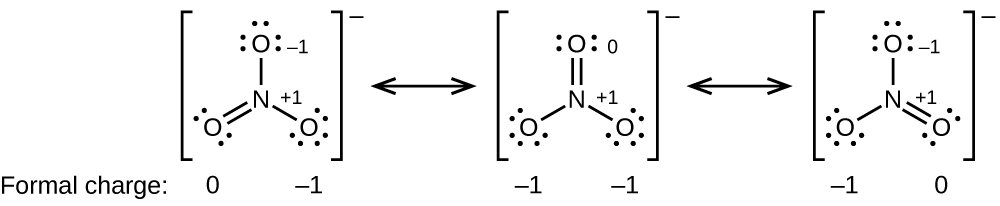 – – –
O –1 O 0 O –1
N +1 N +1 N +1
O O O O O O
Formal charge: 0 –1 –1 –1 –1 0